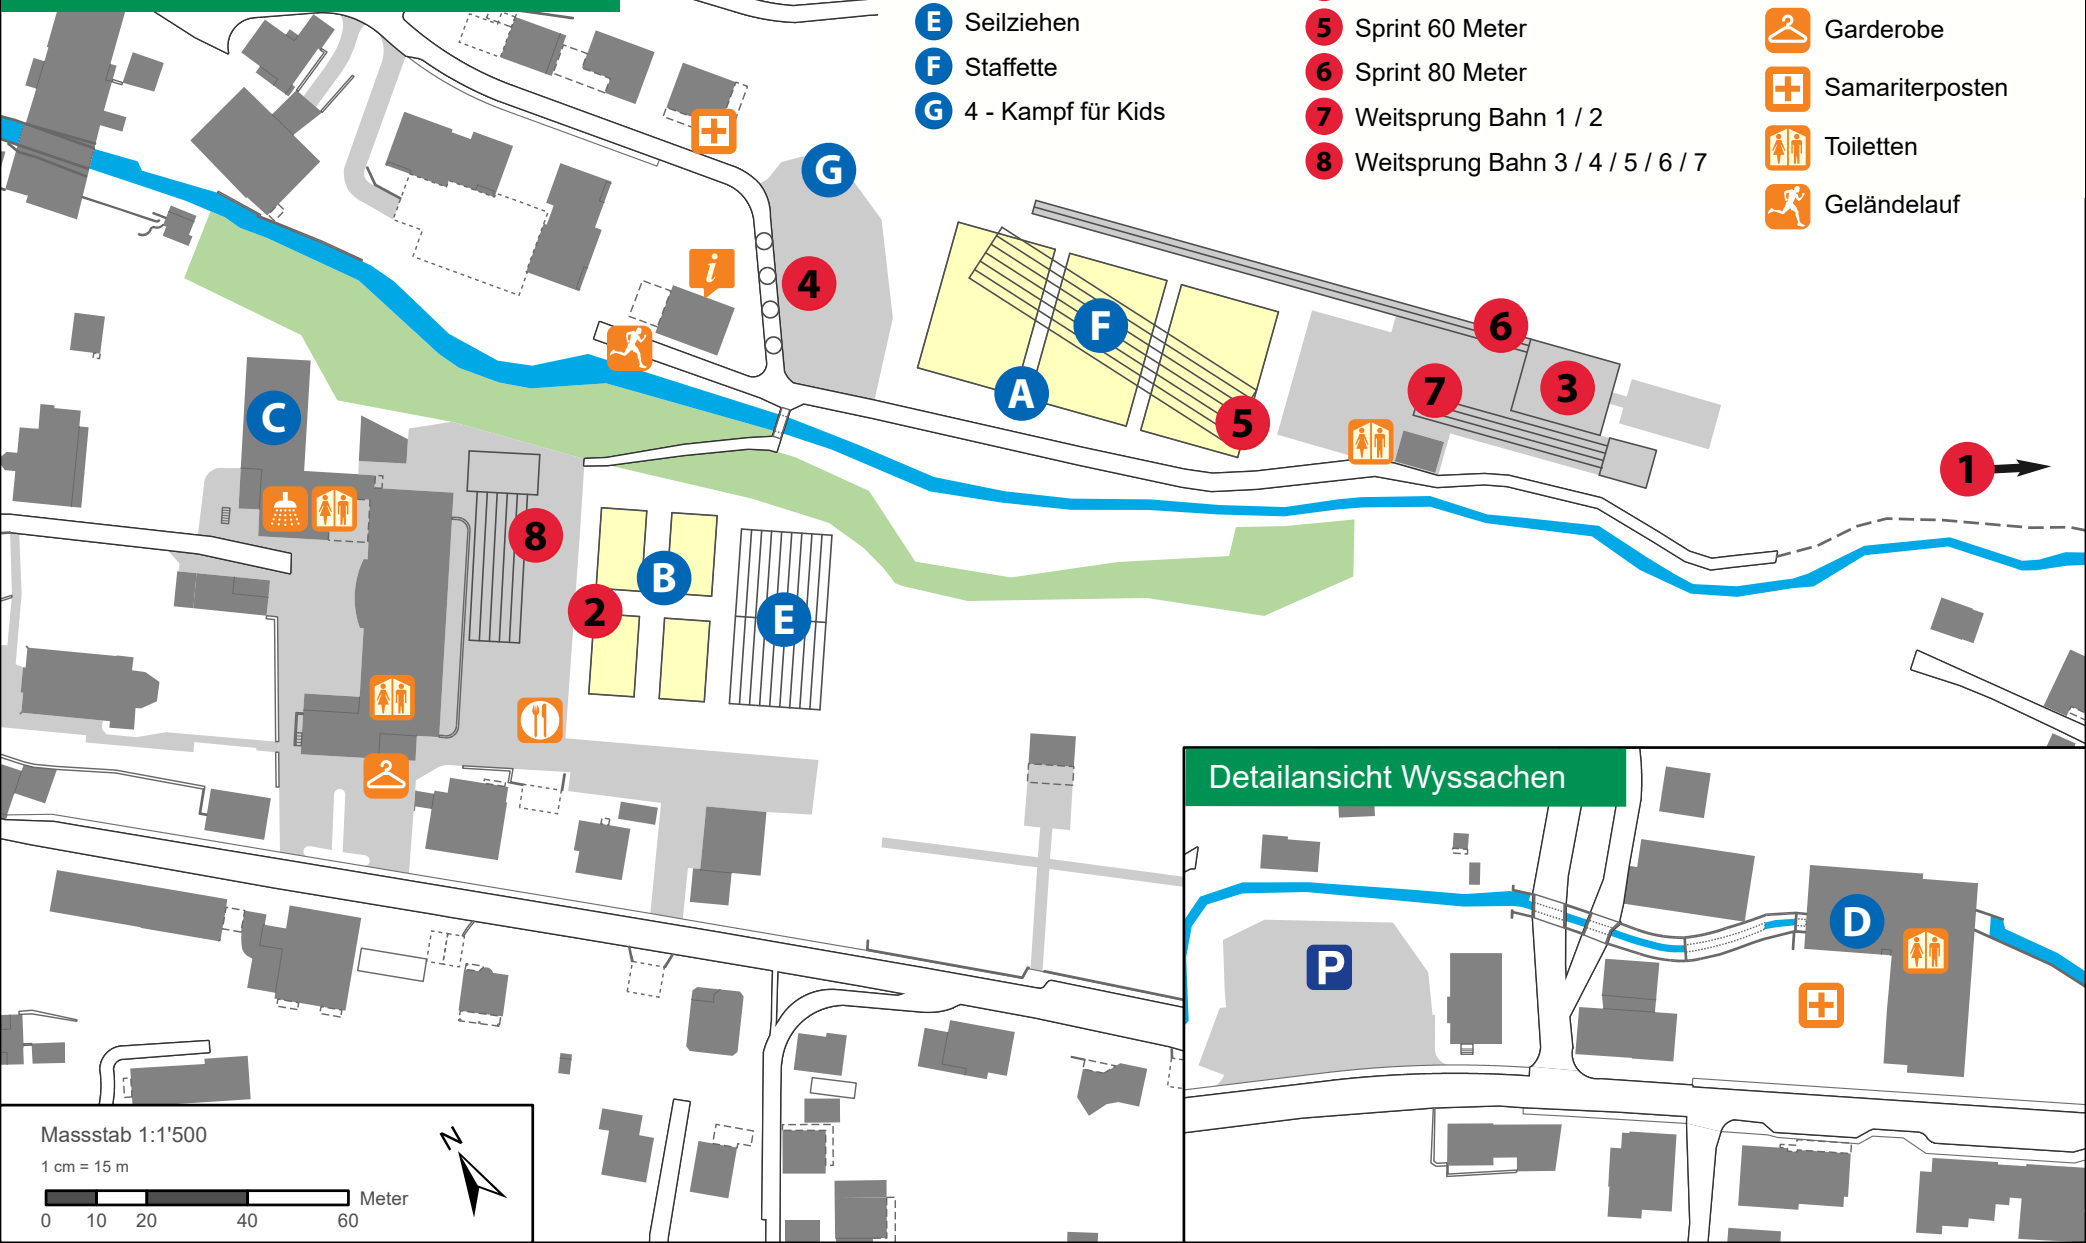 E Seilziehen
F Staffette
G 4 - Kampf für Kids
5 Sprint 60 Meter
6 Sprint 80 Meter
7 Weitsprung Bahn 1 / 2
8 Weitsprung Bahn 3 / 4 / 5 / 6 / 7
Garderobe
Samariterposten
Toiletten
Geländelauf
G
i
4
F
A
5
6
7
3
1
C
8
2
B
E
Detailansicht Wyssachen
P
D
Massstab 1:1'500
1 cm = 15 m
Meter
0 10 20 40 60
N